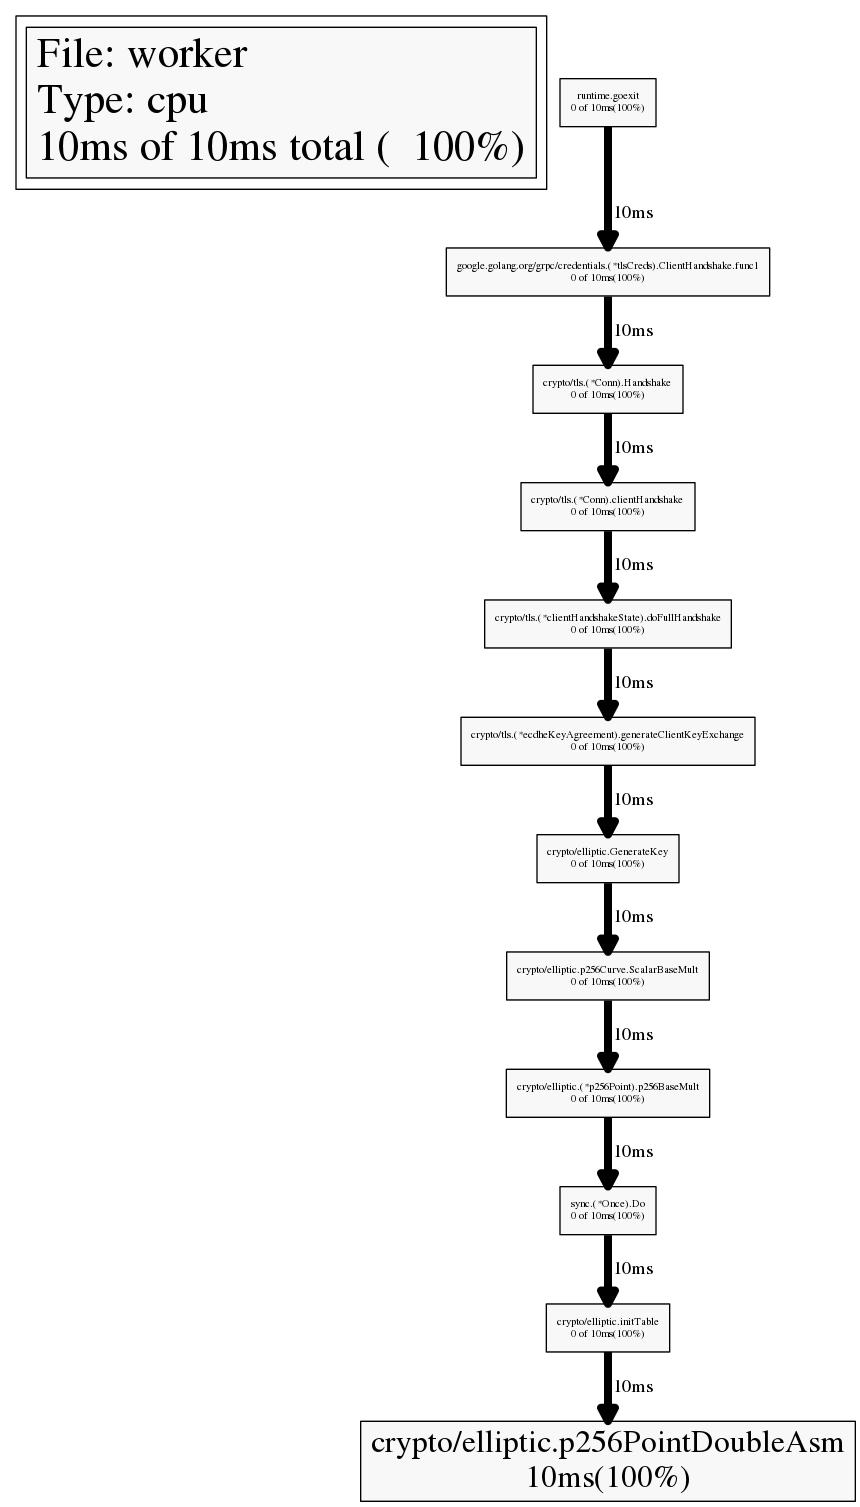 File: worker
Type: cpu
10ms of 10ms total (  100%)
runtime.goexit
0 of 10ms(100%)
10ms
google.golang.org/grpc/credentials.(*tlsCreds).ClientHandshake.func1
0 of 10ms(100%)
10ms
crypto/tls.(*Conn).Handshake
0 of 10ms(100%)
10ms
crypto/tls.(*Conn).clientHandshake
0 of 10ms(100%)
10ms
crypto/tls.(*clientHandshakeState).doFullHandshake
0 of 10ms(100%)
10ms
crypto/tls.(*ecdheKeyAgreement).generateClientKeyExchange
0 of 10ms(100%)
10ms
crypto/elliptic.GenerateKey
0 of 10ms(100%)
10ms
crypto/elliptic.p256Curve.ScalarBaseMult
0 of 10ms(100%)
10ms
crypto/elliptic.(*p256Point).p256BaseMult
0 of 10ms(100%)
10ms
sync.(*Once).Do
0 of 10ms(100%)
10ms
crypto/elliptic.initTable
0 of 10ms(100%)
10ms
crypto/elliptic.p256PointDoubleAsm
10ms(100%)